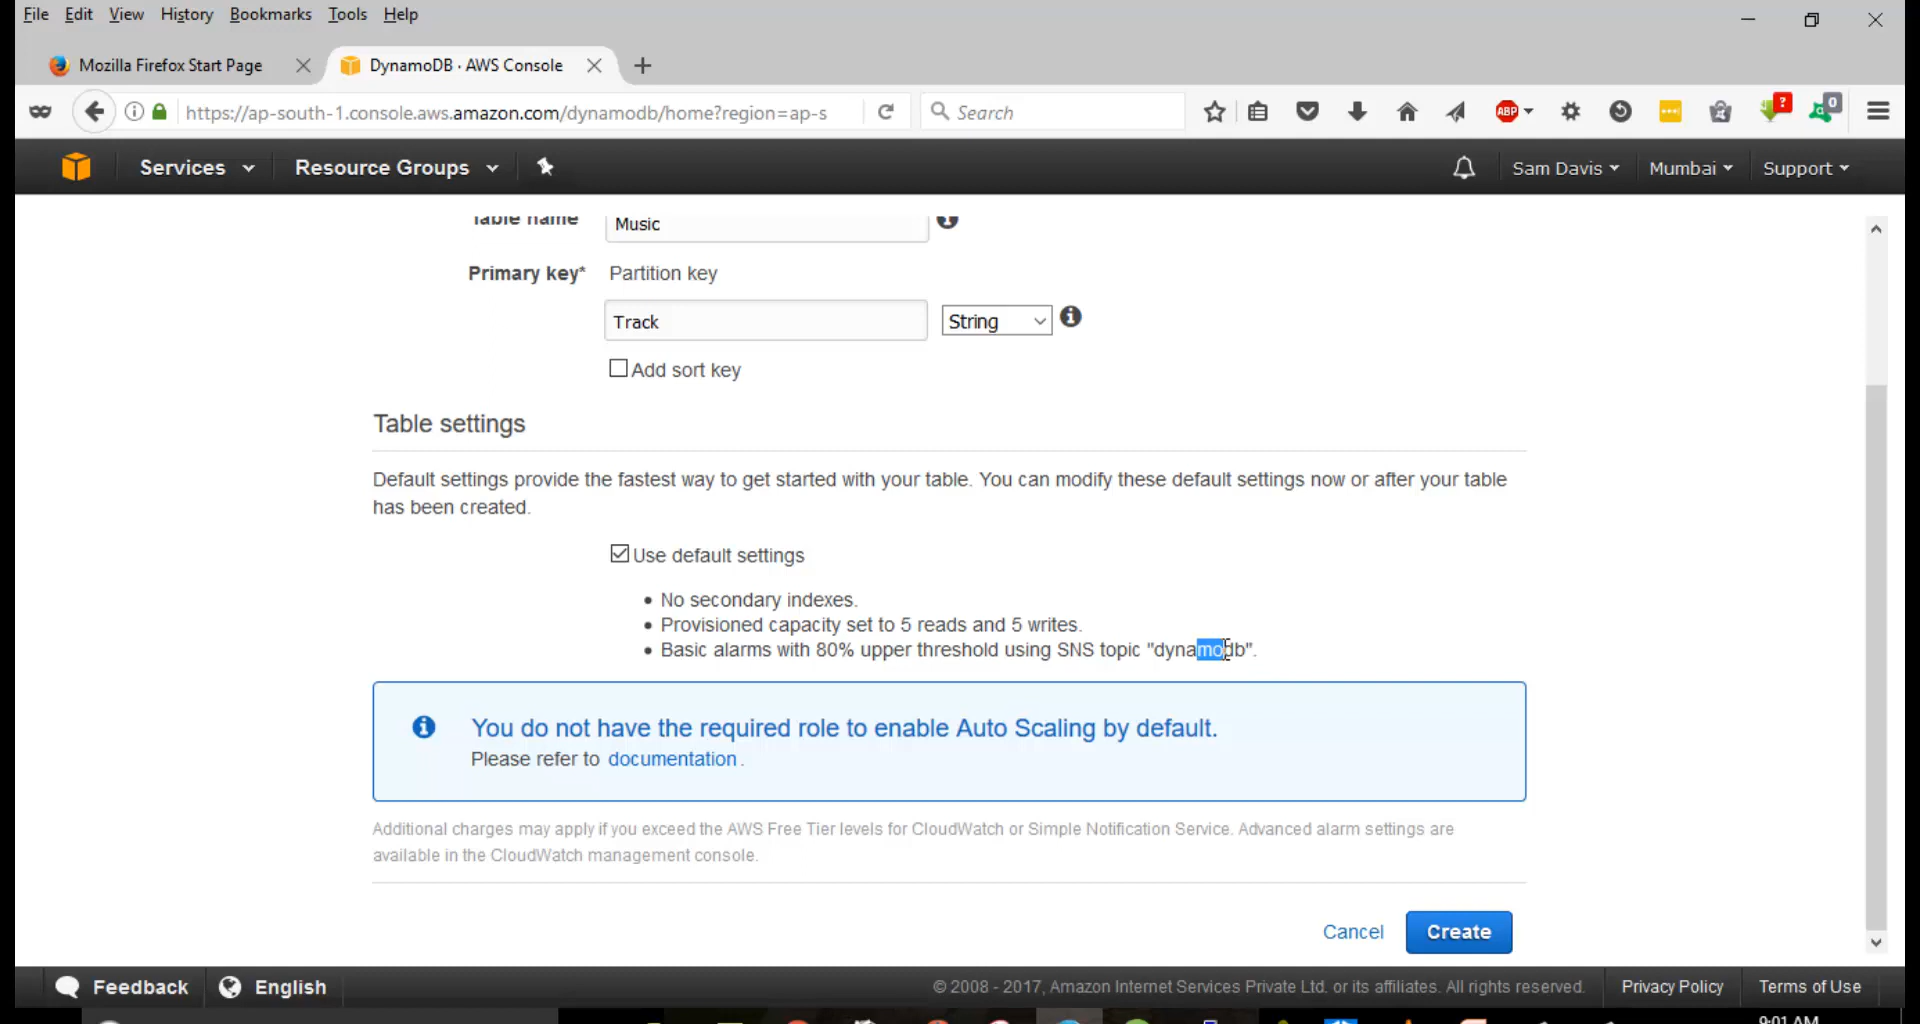 File Edit View History Bookmarks Tools Help
Mozilla Firefox Start Page DynamoDB · AWS Console
https://ap-south-1.console.aws.amazon.com/dynamodb/home?region=ap-s Search ABP ? 0
Services Resource Groups Sam Davis Mumbai Support
Table name Music
Primary key* Partition key
Track String
Add sort key
Table settings
Default settings provide the fastest way to get started with your table. You can modify these default settings now or after your table
has been created.
Use default settings
• No secondary indexes.
• Provisioned capacity set to 5 reads and 5 writes.
• Basic alarms with 80% upper threshold using SNS topic "dynamodb".
You do not have the required role to enable Auto Scaling by default.
Please refer to documentation.
Additional charges may apply if you exceed the AWS Free Tier levels for CloudWatch or Simple Notification Service. Advanced alarm settings are
available in the CloudWatch management console.
Cancel Create
Feedback English © 2008 - 2017, Amazon Internet Services Private Ltd. or its affiliates. All rights reserved. Privacy Policy Terms of Use
9:01 AM